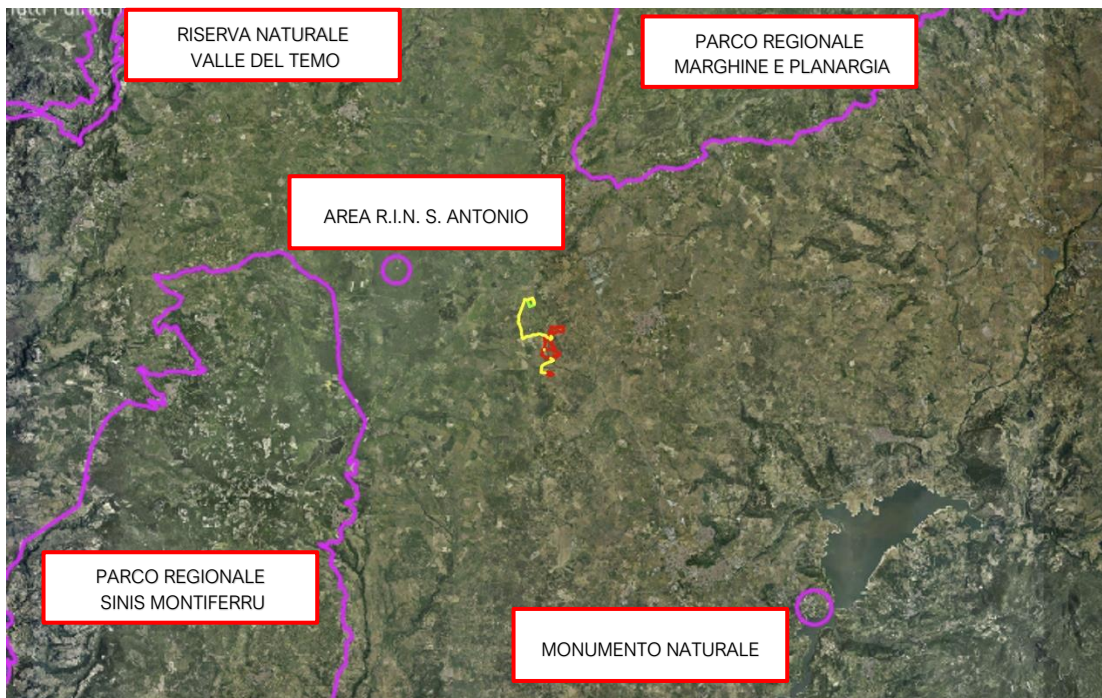 RISERVA NATURALE
VALLE DEL TEMO
PARCO REGIONALE
MARGHINE E PLANARGIA
AREA R.I.N. S. ANTONIO
PARCO REGIONALE
SINIS MONTIFERRU
MONUMENTO NATURALE